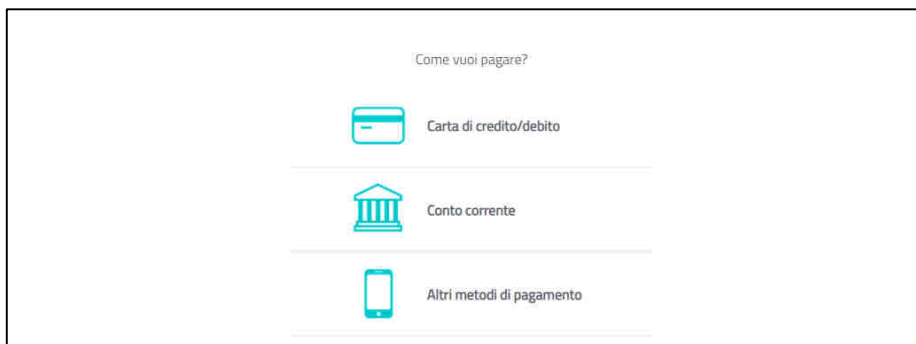 Come vuoi pagare?
Carta di credito/debito
Conto corrente
Altri metodi di pagamento